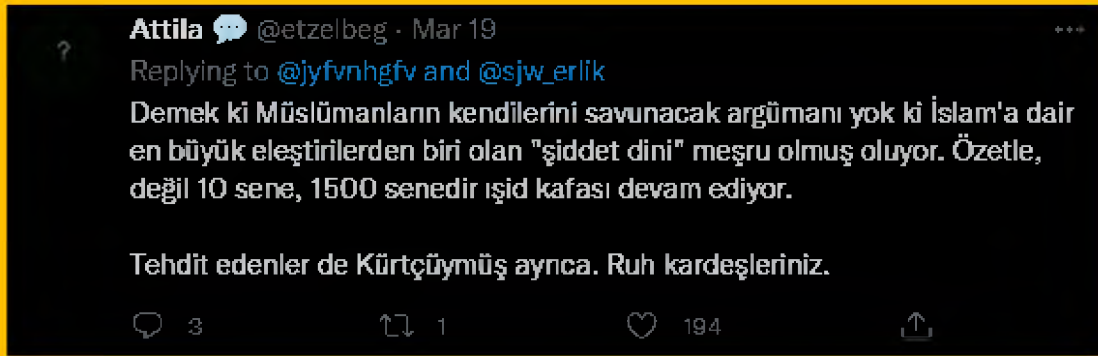 Attila 💬 @etzelbeg · Mar 19
Replying to @jyfvnhgfv and @sjw_erlik
Demek ki Müslümanların kendilerini savunacak argümanı yok ki İslam'a dair
en büyük eleştirilerden biri olan "şiddet dini" meşru olmuş oluyor. Özetle,
değil 10 sene, 1500 senedir ışid kafası devam ediyor.
Tehdit edenler de Kürtçüymüş ayrıca. Ruh kardeşleriniz.
3 1 194